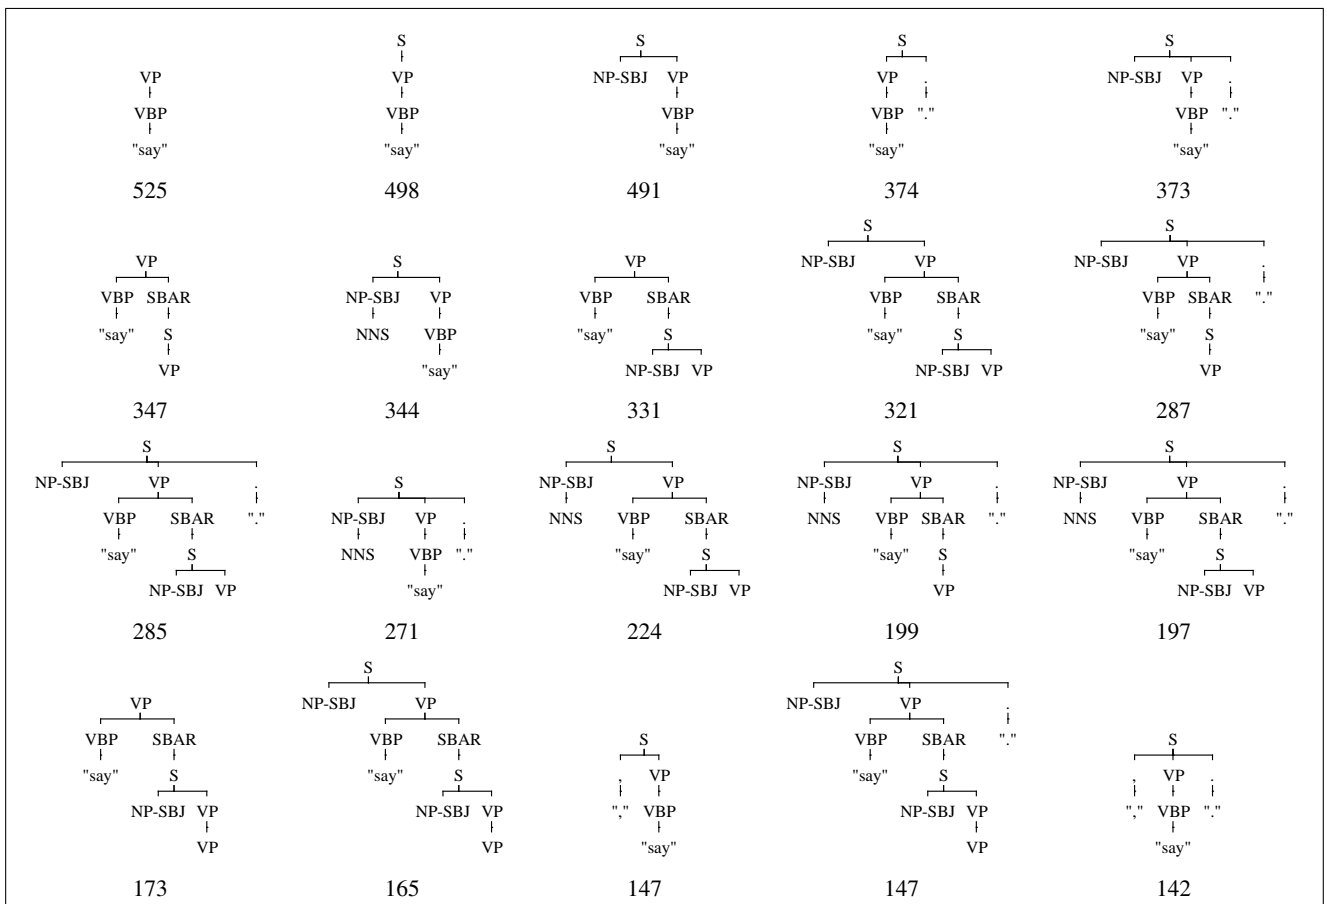 S S S S
VP NP-SBJ VP VP . NP-SBJ VP .
VP VBP VBP VBP "." VBP "."
VBP "say" "say" "say" "say"
"say"
525 498 491 374 373
S S
NP-SBJ VP NP-SBJ VP .
VP S VP VBP SBAR VBP SBAR "."
VBP SBAR NP-SBJ VP VBP SBAR "say" S "say" S
"say" S NNS VBP "say" S NP-SBJ VP VP
VP "say" NP-SBJ VP
347 344 331 321 287
S S S S
NP-SBJ VP . S NP-SBJ VP NP-SBJ VP . NP-SBJ VP .
VBP SBAR "." NP-SBJ VP . NNS VBP SBAR NNS VBP SBAR "." NNS VBP SBAR "."
"say" S NNS VBP "." "say" S "say" S "say" S
NP-SBJ VP "say" NP-SBJ VP VP NP-SBJ VP
285 271 224 199 197
S S
VP NP-SBJ VP NP-SBJ VP .
VBP SBAR VBP SBAR S VBP SBAR "." S
"say" S "say" S , VP "say" S , VP .
NP-SBJ VP NP-SBJ VP "," VBP NP-SBJ VP "," VBP "."
VP VP "say" VP "say"
173 165 147 147 142